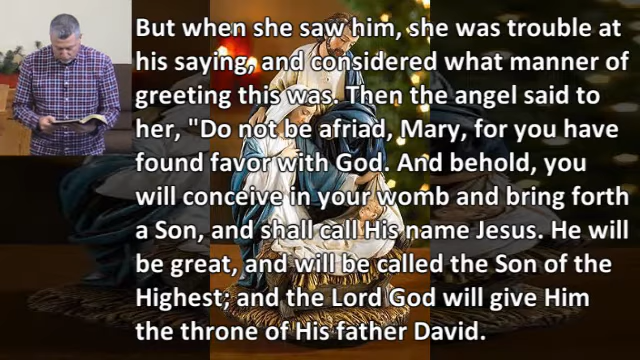 But when she saw him, she was trouble at
his saying, and considered what manner of
greeting this was. Then the angel said to
her, "Do not be afriad, Mary, for you have
found favor with God. And behold, you
will conceive in your womb and bring forth
a Son, and shall call His name Jesus. He will
be great, and will be called the Son of the
Highest; and the Lord God will give Him
the throne of His father David.